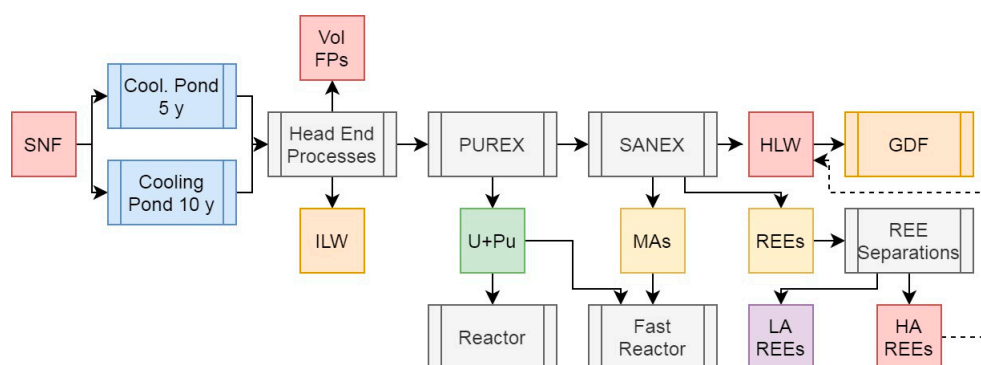 Vol
FPs
Cool. Pond
5 y
SNF
Head End
Processes
PUREX
SANEX
HLW
GDF
Cooling
Pond 10 y
ILW
U+Pu
MAs
REEs
REE
Separations
Reactor
Fast
Reactor
LA
REEs
HA
REEs